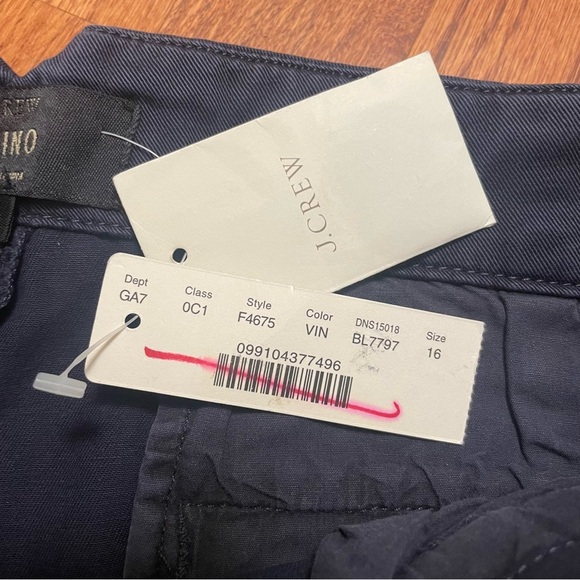 CREW
INO
J.CREW
Dept Class Style Color DNS15018 Size
GA7 0C1 F4675 VIN BL7797 16
099104377496